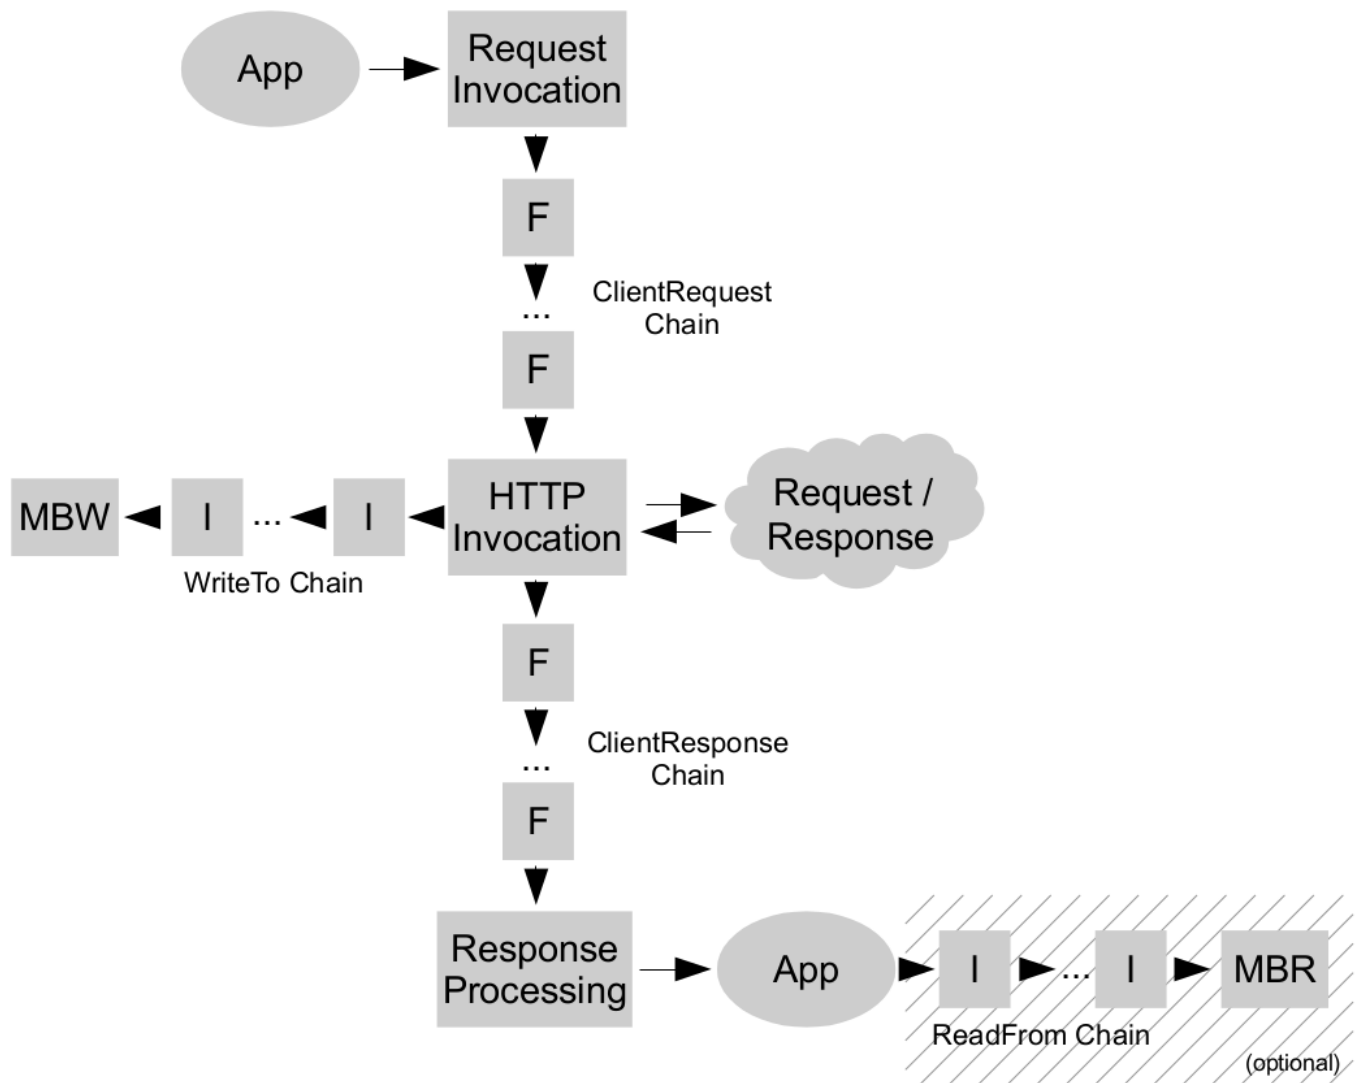 App
Request
Invocation
F
ClientRequest
Chain
...
F
MBW
I
...
I
HTTP
Invocation
Request /
Response
WriteTo Chain
F
ClientResponse
Chain
...
F
Response
Processing
App
I
...
I
MBR
ReadFrom Chain
(optional)